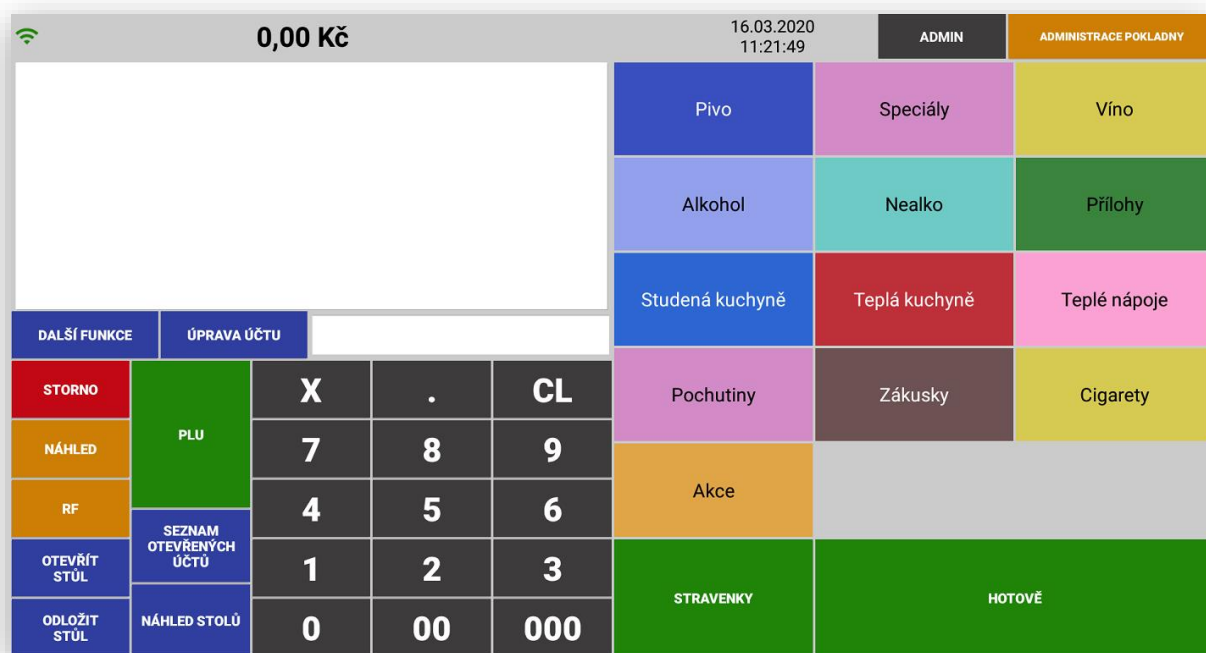 0,00 Kč
16.03.2020
11:21:49
ADMIN
ADMINISTRACE POKLADNY
Pivo
Speciály
Víno
Alkohol
Nealko
Přílohy
Studená kuchyně
Teplá kuchyně
Teplé nápoje
Pochutiny
Zákusky
Cigarety
Akce
STRAVENKY
HOTOVĚ
DALŠÍ FUNKCE
ÚPRAVA ÚČTU
STORNO
NÁHLED
RF
OTEVŘÍT
STŮL
ODLOŽIT
STŮL
PLU
SEZNAM
OTEVŘENÝCH
ÚČTŮ
NÁHLED STOLŮ
X . CL
7 8 9
4 5 6
1 2 3
0 00 000